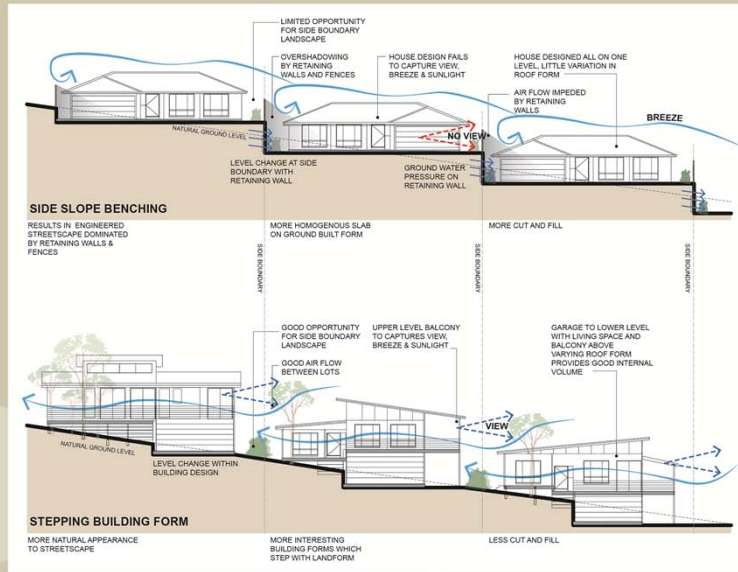 LIMITED OPPORTUNITY
FOR SIDE BOUNDARY
LANDSCAPE
OVERSHADOWING
BY RETAINING
WALLS AND FENCES
HOUSE DESIGN FAILS
TO CAPTURE VIEW,
BREEZE & SUNLIGHT
HOUSE DESIGNED ALL ON ONE
LEVEL, LITTLE VARIATION IN
ROOF FORM
AIR FLOW IMPEDED
BY RETAINING
WALLS
BREEZE
NATURAL GROUND LEVEL
NO VIEW
LEVEL CHANGE AT SIDE
BOUNDARY WITH
RETAINING WALL
GROUND WATER
PRESSURE ON
RETAINING WALL
SIDE SLOPE BENCHING
RESULTS IN ENGINEERED
STREETSCAPE DOMINATED
BY RETAINING WALLS &
FENCES
MORE HOMOGENOUS SLAB
ON GROUND BUILT FORM
MORE CUT AND FILL
SIDE BOUNDARY
SIDE BOUNDARY
SIDE BOUNDARY
GOOD OPPORTUNITY
FOR SIDE BOUNDARY
LANDSCAPE
GOOD AIR FLOW
BETWEEN LOTS
UPPER LEVEL BALCONY
TO CAPTURES VIEW,
BREEZE & SUNLIGHT
GARAGE TO LOWER LEVEL
WITH LIVING SPACE AND
BALCONY ABOVE
VARYING ROOF FORM
PROVIDES GOOD INTERNAL
VOLUME
VIEW
NATURAL GROUND LEVEL
LEVEL CHANGE WITHIN
BUILDING DESIGN
STEPPING BUILDING FORM
MORE NATURAL APPEARANCE
TO STREETSCAPE
MORE INTERESTING
BUILDING FORMS WHICH
STEP WITH LANDFORM
LESS CUT AND FILL